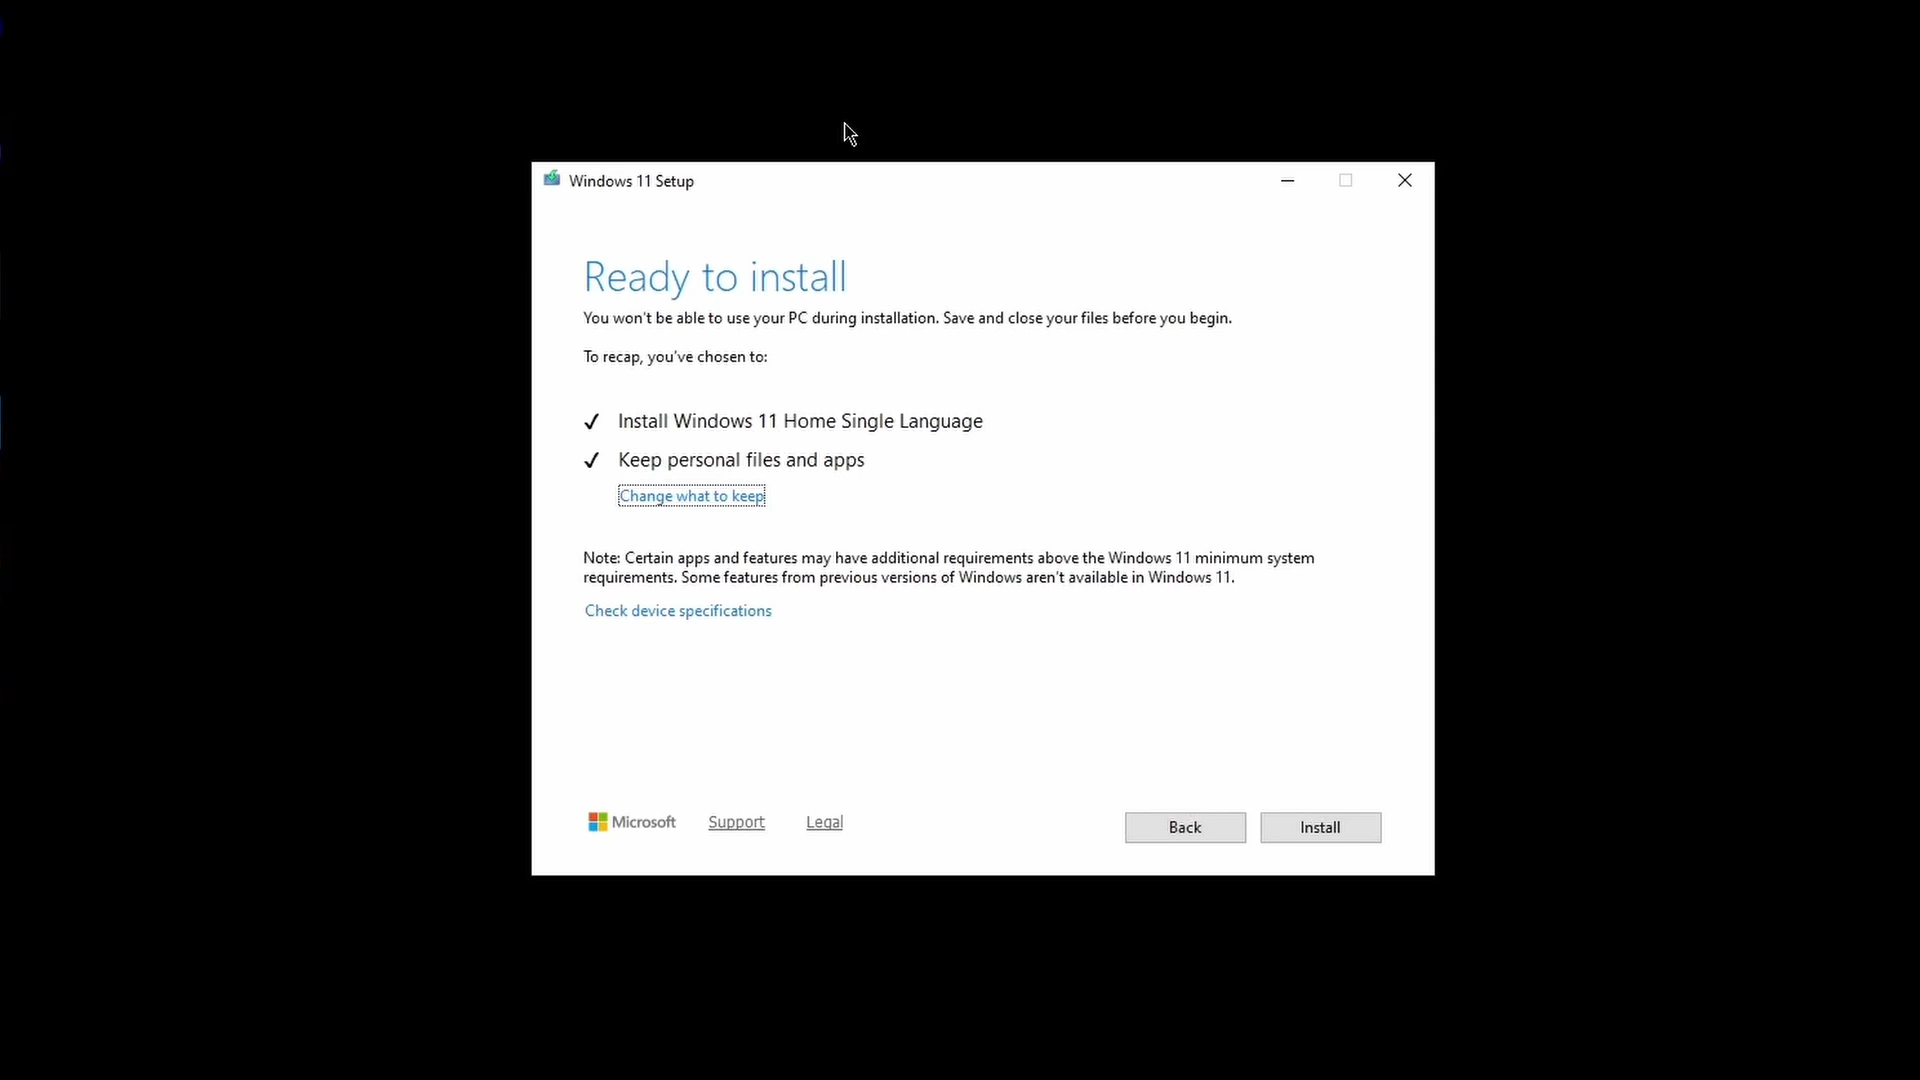 Windows 11 Setup
Ready to install
You won't be able to use your PC during installation. Save and close your files before you begin.
To recap, you've chosen to:
Install Windows 11 Home Single Language
Keep personal files and apps
Change what to keep
Note: Certain apps and features may have additional requirements above the Windows 11 minimum system
requirements. Some features from previous versions of Windows aren't available in Windows 11.
Check device specifications
Microsoft Support Legal Back Install